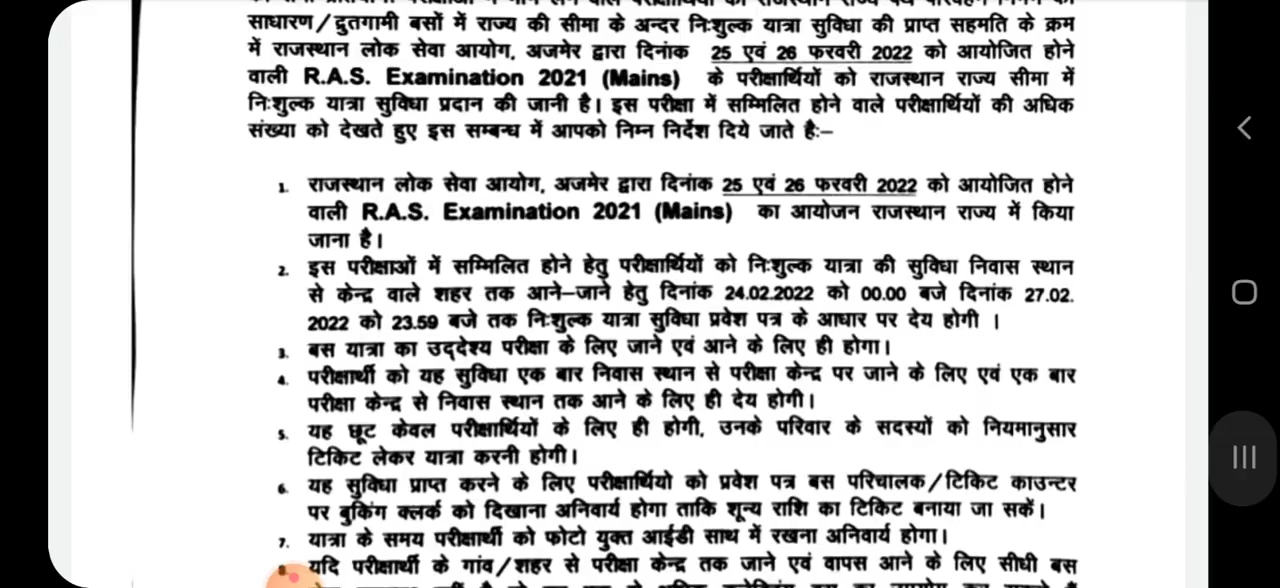 साधारण/द्रुतगामी बसों में राज्य की सीमा के अन्दर निःशुल्क यात्रा सुविधा की प्राप्त सहमति के क्रम
में राजस्थान लोक सेवा आयोग, अजमेर द्वारा दिनांक 25 एवं 26 फरवरी 2022 को आयोजित होने
वाली R.A.S. Examination 2021 (Mains) के परीक्षार्थियों को राजस्थान राज्य सीमा में
निःशुल्क यात्रा सुविधा प्रदान की जानी है। इस परीक्षा में सम्मिलित होने वाले परीक्षार्थियों की अधिक
संख्या को देखते हुए इस सम्बन्ध में आपको निम्न निर्देश दिये जाते हैः–
1. राजस्थान लोक सेवा आयोग, अजमेर द्वारा दिनांक 25 एवं 26 फरवरी 2022 को आयोजित होने
वाली R.A.S. Examination 2021 (Mains) का आयोजन राजस्थान राज्य में किया
जाना है।
2. इस परीक्षाओं में सम्मिलित होने हेतु परीक्षार्थियों को निःशुल्क यात्रा की सुविधा निवास स्थान
से केन्द्र वाले शहर तक आने–जाने हेतु दिनांक 24.02.2022 को 00.00 बजे दिनांक 27.02.
2022 को 23.59 बजे तक निःशुल्क यात्रा सुविधा प्रवेश पत्र के आधार पर देय होगी ।
3. बस यात्रा का उद्देश्य परीक्षा के लिए जाने एवं आने के लिए ही होगा।
4. परीक्षार्थी को यह सुविधा एक बार निवास स्थान से परीक्षा केन्द्र पर जाने के लिए एवं एक बार
परीक्षा केन्द्र से निवास स्थान तक आने के लिए ही देय होगी।
5. यह छूट केवल परीक्षार्थियों के लिए ही होगी, उनके परिवार के सदस्यों को नियमानुसार
टिकिट लेकर यात्रा करनी होगी।
6. यह सुविधा प्राप्त करने के लिए परीक्षार्थियो को प्रवेश पत्र बस परिचालक/टिकिट काउन्टर
पर बुकिंग क्लर्क को दिखाना अनिवार्य होगा ताकि शून्य राशि का टिकिट बनाया जा सकें।
7. यात्रा के समय परीक्षार्थी को फोटो युक्त आईडी साथ में रखना अनिवार्य होगा।
यदि परीक्षार्थी के गांव/शहर से परीक्षा केन्द्र तक जाने एवं वापस आने के लिए सीधी बस